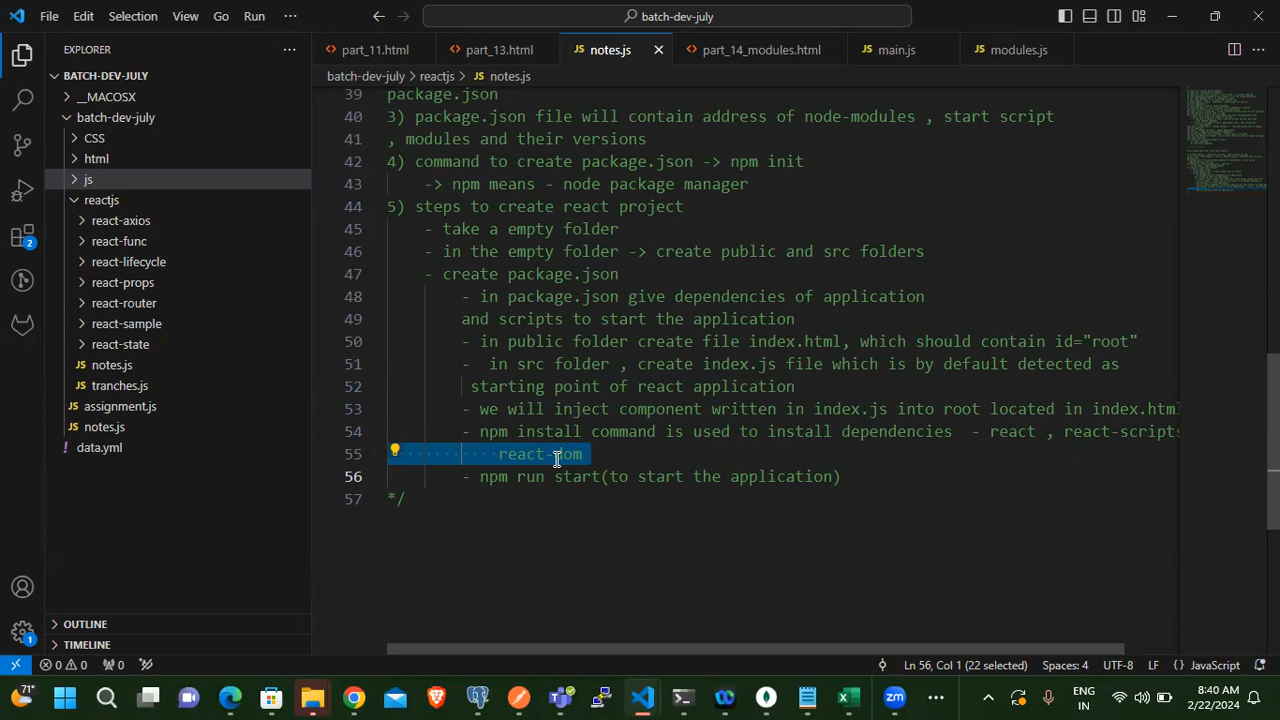 File Edit Selection View Go Run ··· batch-dev-july
EXPLORER ···
part_11.html part_13.html JS notes.js part_14_modules.html JS main.js JS modules.js
BATCH-DEV-JULY
batch-dev-july > reactjs > JS notes.js
__MACOSX
batch-dev-july
CSS
html
js
reactjs
react-axios
react-func
react-lifecycle
react-props
react-router
react-sample
react-state
JS notes.js
JS tranches.js
JS assignment.js
JS notes.js
! data.yml
OUTLINE
TIMELINE
39 package.json
40 3) package.json file will contain address of node-modules , start script
41 , modules and their versions
42 4) command to create package.json -> npm init
43 -> npm means - node package manager
44 5) steps to create react project
45 - take a empty folder
46 - in the empty folder -> create public and src folders
47 - create package.json
48 - in package.json give dependencies of application
49 and scripts to start the application
50 - in public folder create file index.html, which should contain id="root"
51 - in src folder , create index.js file which is by default detected as
52 starting point of react application
53 - we will inject component written in index.js into root located in index.html
54 - npm install command is used to install dependencies - react , react-scripts
55 react-dom
56 - npm run start(to start the application)
57 */
2
1
0 0 0 Ln 56, Col 1 (22 selected) Spaces: 4 UTF-8 LF JavaScript
71° ENG IN 8:40 AM 2/22/2024